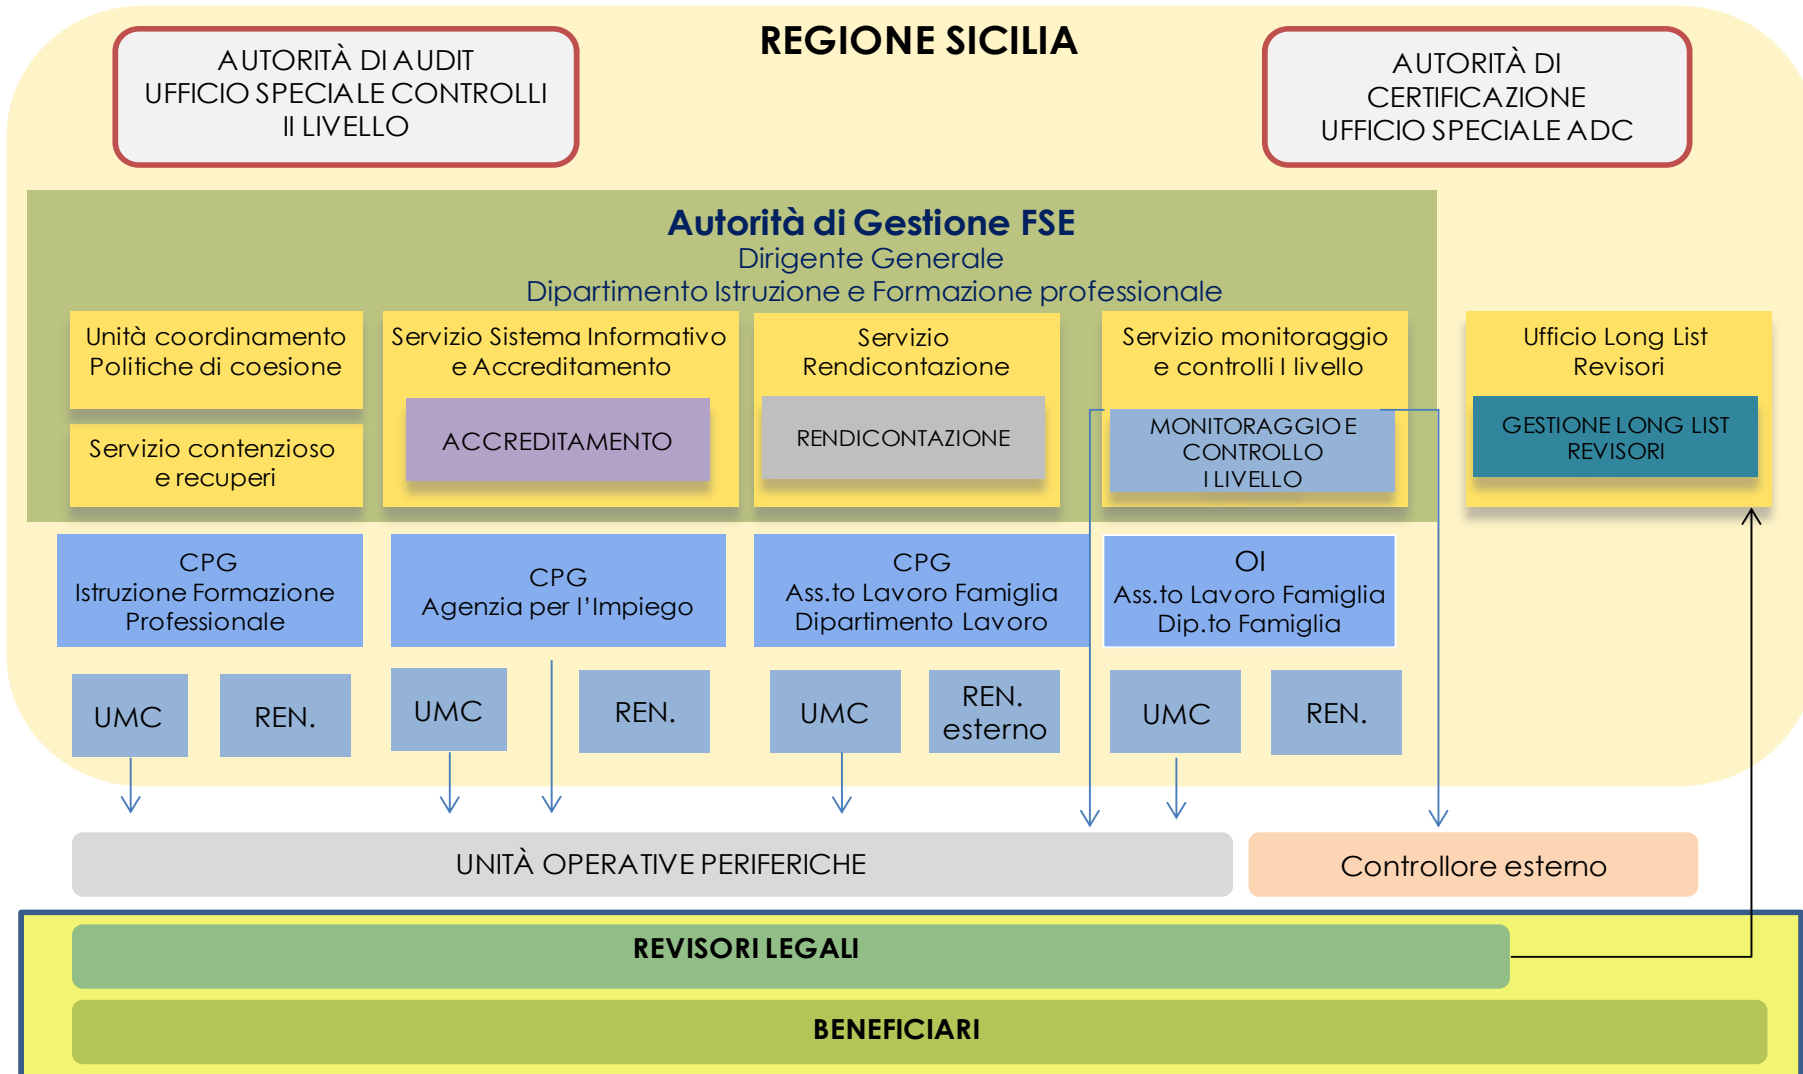 REGIONE SICILIA
AUTORITÀ DI AUDIT
UFFICIO SPECIALE CONTROLLI
II LIVELLO
AUTORITÀ DI
CERTIFICAZIONE
UFFICIO SPECIALE ADC
Autorità di Gestione FSE
Dirigente Generale
Dipartimento Istruzione e Formazione professionale
Unità coordinamento
Politiche di coesione
Servizio contenzioso
e recuperi
Servizio Sistema Informativo
e Accreditamento
ACCREDITAMENTO
Servizio
Rendicontazione
RENDICONTAZIONE
Servizio monitoraggio
e controlli I livello
MONITORAGGIO E
CONTROLLO
I LIVELLO
Ufficio Long List
Revisori
GESTIONE LONG LIST
REVISORI
CPG
Istruzione Formazione
Professionale
CPG
Agenzia per l'Impiego
CPG
Ass.to Lavoro Famiglia
Dipartimento Lavoro
OI
Ass.to Lavoro Famiglia
Dip.to Famiglia
UMC
REN.
UMC
REN.
UMC
REN.
esterno
UMC
REN.
UNITÀ OPERATIVE PERIFERICHE
Controllore esterno
REVISORI LEGALI
BENEFICIARI